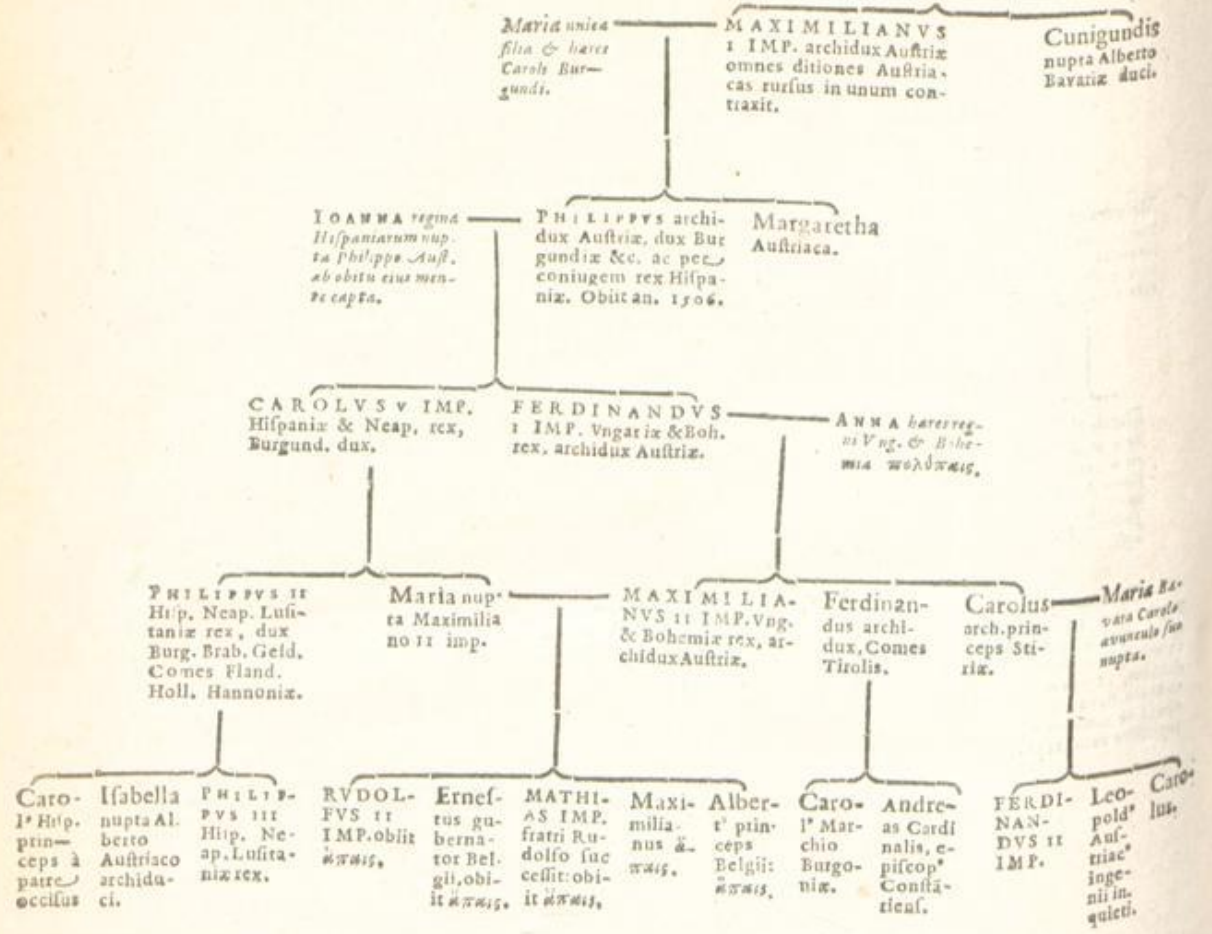 Maria unica
filia & hæres
Caroli Bur-
gundi.
MAXIMILIANVS
I IMP. archidux Auſtriæ
omnes ditiones Auſtria-
cas rurſus in unum con-
traxit.
Cunigundis
nupta Alberto
Bavariæ duci.
IOANNA regina
Hiſpaniarum nup-
ta Philippo Auſt.
ab obitu eius men-
te capta.
PHILIPPVS archi-
dux Auſtriæ, dux Bur
gundiæ &c. ac per
coniugem rex Hiſpa-
niæ. Obiit an. 1506.
Margaretha
Auſtriaca.
CAROLVS V IMP.
Hiſpaniæ & Neap. rex,
Burgund. dux.
FERDINANDVS
I IMP. Vngariæ & Boh.
rex, archidux Auſtriæ.
ANNA hæres reg-
ni Vng. & Bohe-
mia πολύπαις.
PHILIPPVS II
Hiſp. Neap. Luſi-
taniæ rex, dux
Burg. Brab. Geld.
Comes Fland.
Holl. Hannoniæ.
Maria nup-
ta Maximilia
no II imp.
MAXIMILIA-
NVS II IMP. Vng.
& Bohemiæ rex, ar-
chidux Auſtriæ.
Ferdinan-
dus archi-
dux, Comes
Tirolis.
Carolus
arch. prin-
ceps Sti-
riæ.
Maria Ba-
vara Carolo
avunculo ſuo
nupta.
Caro-
lꝰ Hiſp.
prin-
ceps à
patre
occiſus
Iſabella
nupta Al-
berto
Auſtriaco
archidu-
ci.
PHILIP-
PVS III
Hiſp. Ne-
ap. Luſita-
niæ rex.
RVDOL-
FVS II
IMP. obiit
ἄπαις.
Erneſ-
tus gu-
berna-
tor Bel-
gii, obi-
it ἄπαις.
MATHI-
AS IMP.
fratri Ru-
dolfo ſuc
ceſſit: obi-
it ἄπαις.
Maxi-
milia-
nus ἄ-
παις.
Alber-
tꝰ prin-
ceps
Belgii:
ἄπαις.
Caro-
lꝰ Mar-
chio
Burgo-
niæ.
Andre-
as Cardi
nalis, e-
piſcopꝰ
Conſtã-
tienſ.
FERDI-
NAN-
DVS II
IMP.
Leo-
poldꝰ
Auſ-
triacꝰ
inge-
nii in-
quieti.
Caro-
lus.